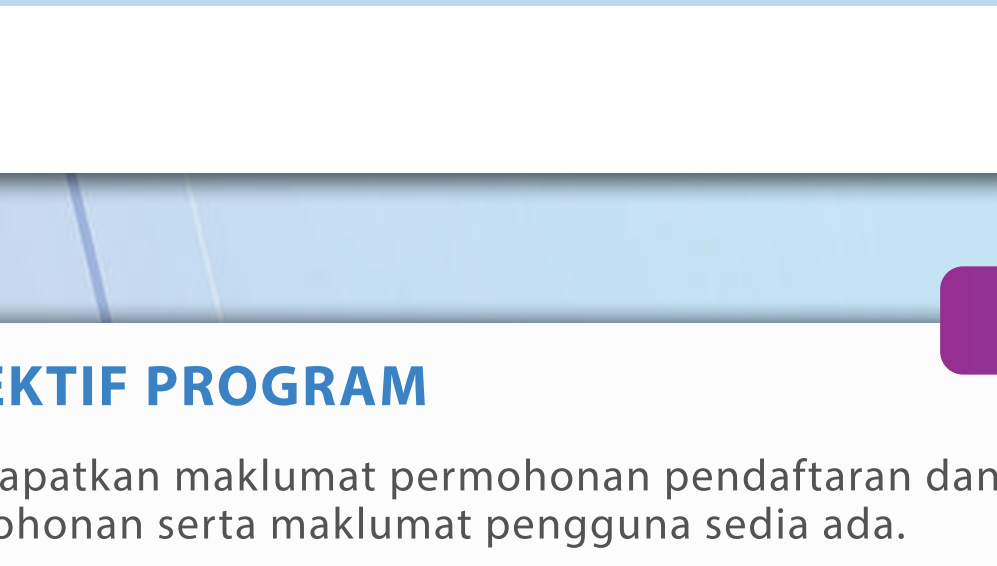 EKTIF PROGRAM
apatkan maklumat permohonan pendaftaran dan
ohonan serta maklumat pengguna sedia ada.